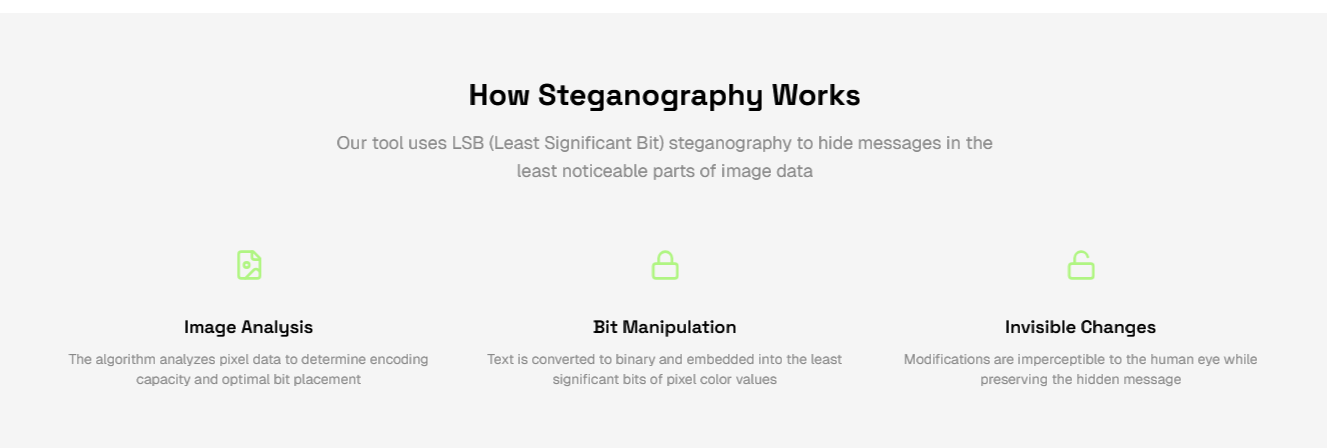 How Steganography Works
Our tool uses LSB (Least Significant Bit) steganography to hide messages in the
least noticeable parts of image data
Image Analysis
The algorithm analyzes pixel data to determine encoding
capacity and optimal bit placement
Bit Manipulation
Text is converted to binary and embedded into the least
significant bits of pixel color values
Invisible Changes
Modifications are imperceptible to the human eye while
preserving the hidden message